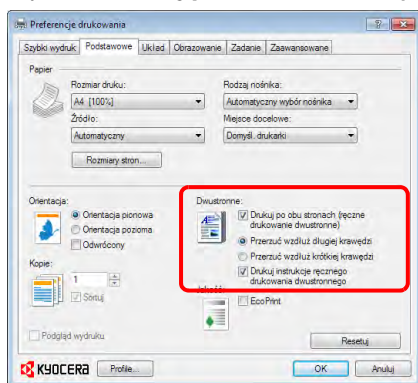 Preferencje drukowania
Szybki wydruk Podstawowe Układ Obrazowanie Zadanie Zaawansowane
Papier
Rozmiar druku: Rodzaj nośnika:
A4 [100%] Automatyczny wybór nośnika
Źródło: Miejsce docelowe:
Automatyczny Domyśl. drukarki
Rozmiary stron...
Orientacja: Dwustronne:
Orientacja pionowa
Orientacja pozioma
Odwrócony
Drukuj po obu stronach (ręczne
drukowanie dwustronne)
Przerzuć wzdłuż długiej krawędzi
Przerzuć wzdłuż krótkiej krawędzi
Drukuj instrukcje ręcznego
drukowania dwustronnego
Kopie:
1
Sortuj
Jakość:
EcoPrint
Podgląd wydruku
Resetuj
KYOCERA Profile... OK Anuluj